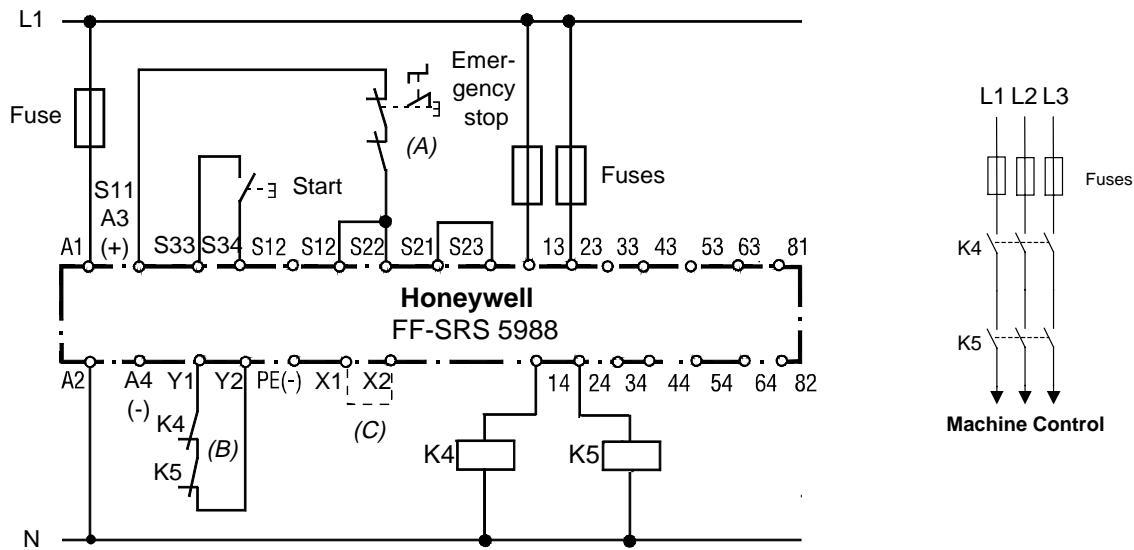 L1
Fuse
Emer-
gency
stop
(A)
Start
Fuses
S11
A3
(+)
A1 S33 S34 S12 S12 S22 S21 S23 13 23 33 43 53 63 81
Honeywell
FF-SRS 5988
A2 A4 Y1 Y2 PE(-) X1 X2 14 24 34 44 54 64 82
(-)
K4
(B)
K5
(C)
K4 K5
N
L1 L2 L3
Fuses
K4
K5
Machine Control